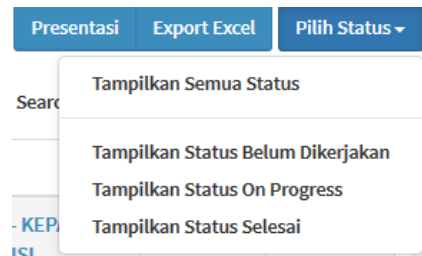 Presentasi Export Excel Pilih Status
Tampilkan Semua Status
Tampilkan Status Belum Dikerjakan
Tampilkan Status On Progress
Tampilkan Status Selesai